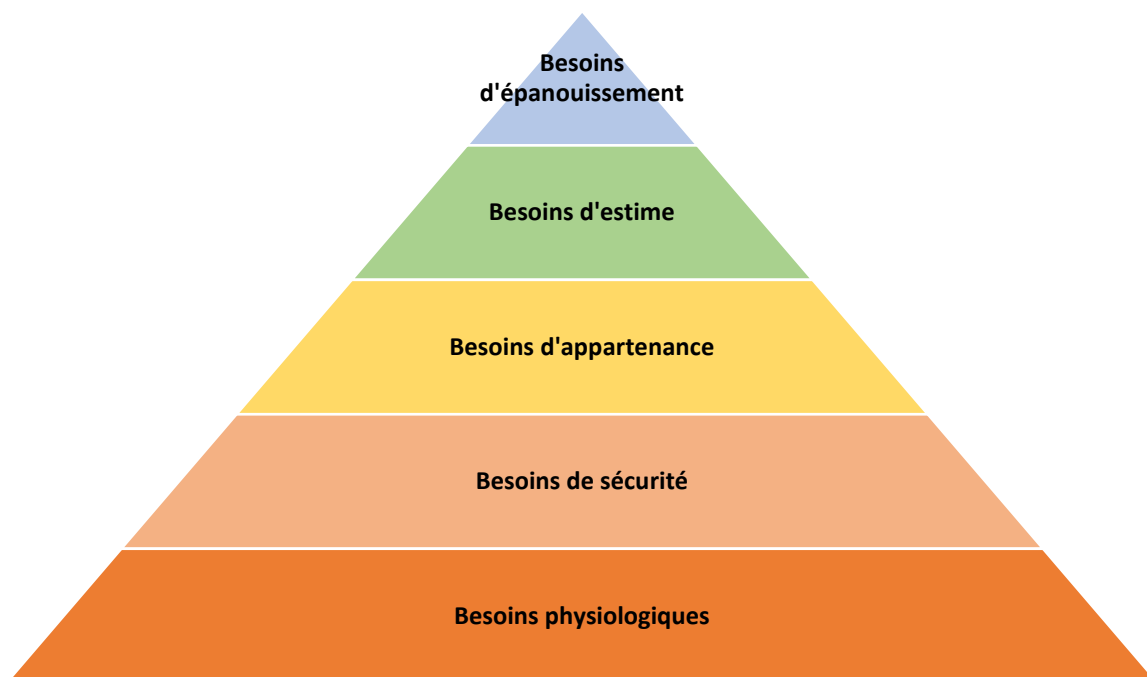 Besoins
d'épanouissement
Besoins d'estime
Besoins d'appartenance
Besoins de sécurité
Besoins physiologiques